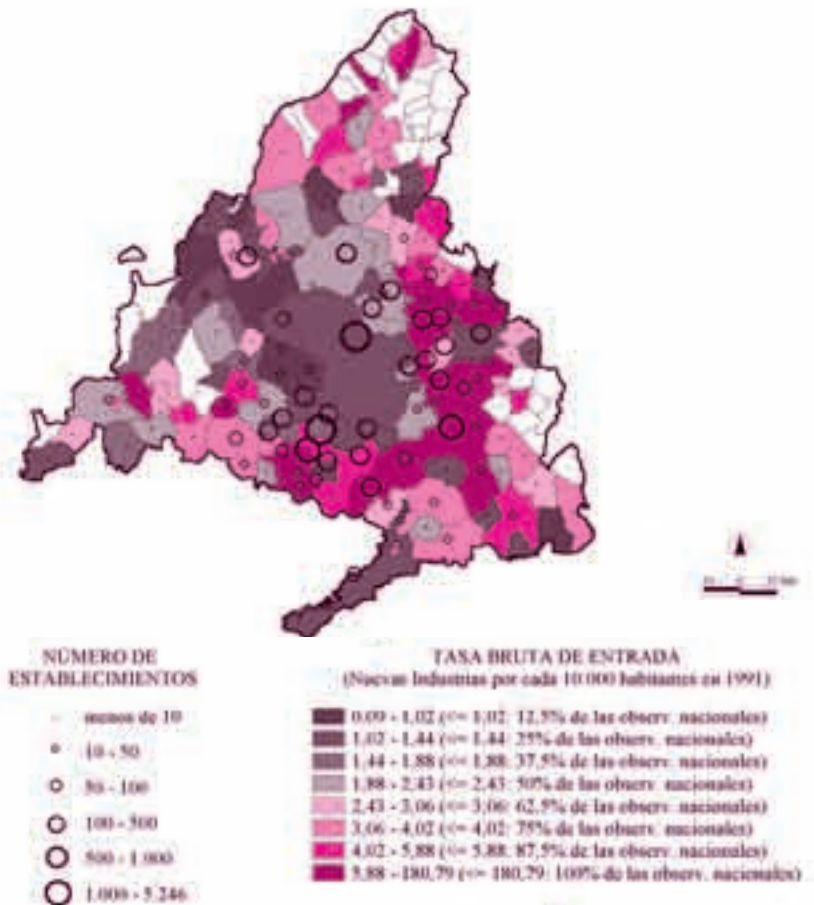 NÚMERO DE
ESTABLECIMIENTOS
menos de 10
10 - 50
50 - 100
100 - 500
500 - 1.000
1.000 - 5.246
TASA BRUTA DE ENTRADA
(Nuevas Industrias por cada 10.000 habitantes en 1991)
0,09 - 1,02 (<= 1,02: 12,5% de las observ. nacionales)
1,02 - 1,44 (<= 1,44: 25% de las observ. nacionales)
1,44 - 1,88 (<= 1,88: 37,5% de las observ. nacionales)
1,88 - 2,43 (<= 2,43: 50% de las observ. nacionales)
2,43 - 3,06 (<= 3,06: 62,5% de las observ. nacionales)
3,06 - 4,02 (<= 4,02: 75% de las observ. nacionales)
4,02 - 5,88 (<= 5,88: 87,5% de las observ. nacionales)
5,88 - 180,79 (<= 180,79: 100% de las observ. nacionales)